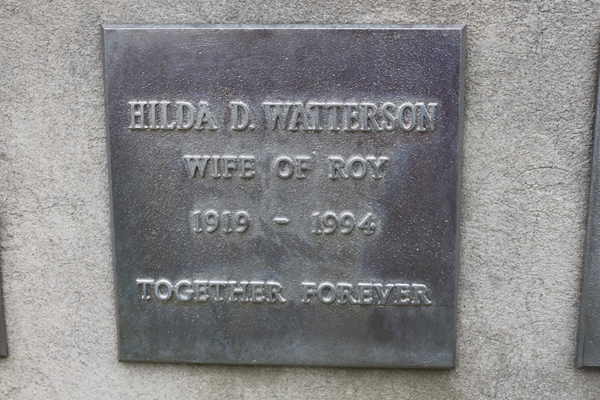 HILDA D. WATTERSON
WIFE OF ROY
1919 - 1994
TOGETHER FOREVER